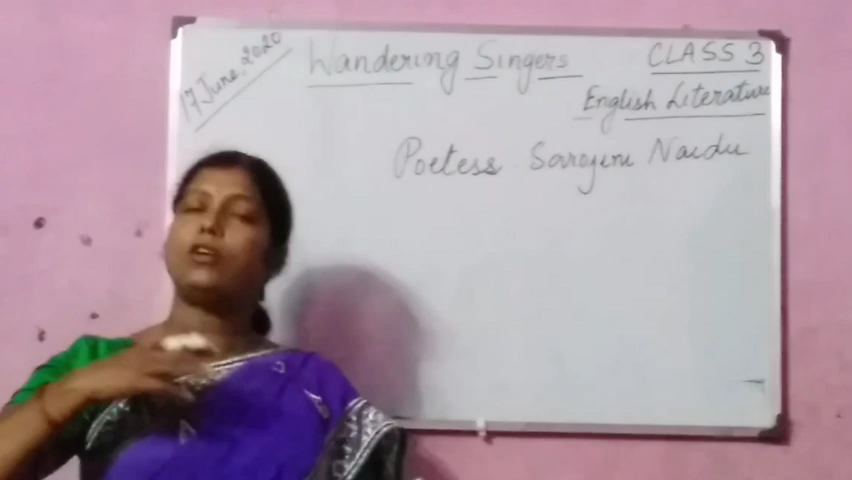 17 June, 2020
Wandering Singers
CLASS 3
English Literature
Poetess Sarojini Naidu